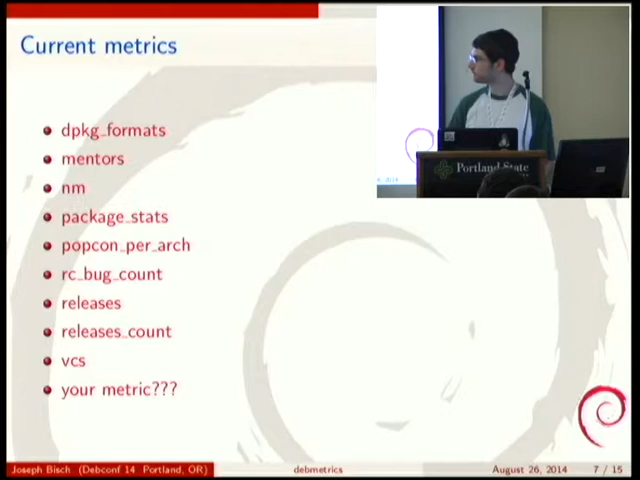 Current metrics
dpkg_formats
mentors
nm
package_stats
popcon_per_arch
rc_bug_count
releases
releases_count
vcs
your metric???
Portland State
Joseph Bisch (Debconf 14 Portland, OR)
debmetrics
August 26, 2014
7 / 15